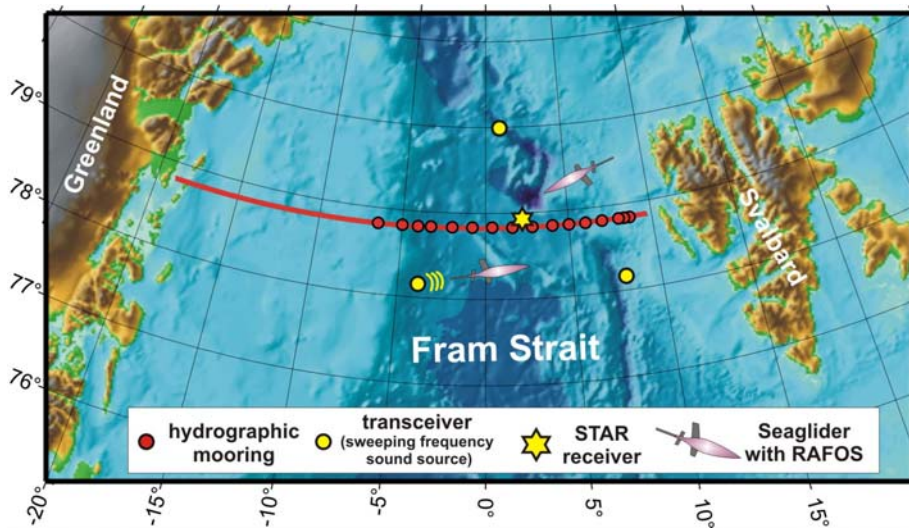 79°
78°
77°
76°
Greenland
Svalbard
Fram Strait
hydrographic
mooring
transceiver
(sweeping frequency
sound source)
STAR
receiver
Seaglider
with RAFOS
-20°
-15°
-10°
-5°
0°
5°
10°
15°